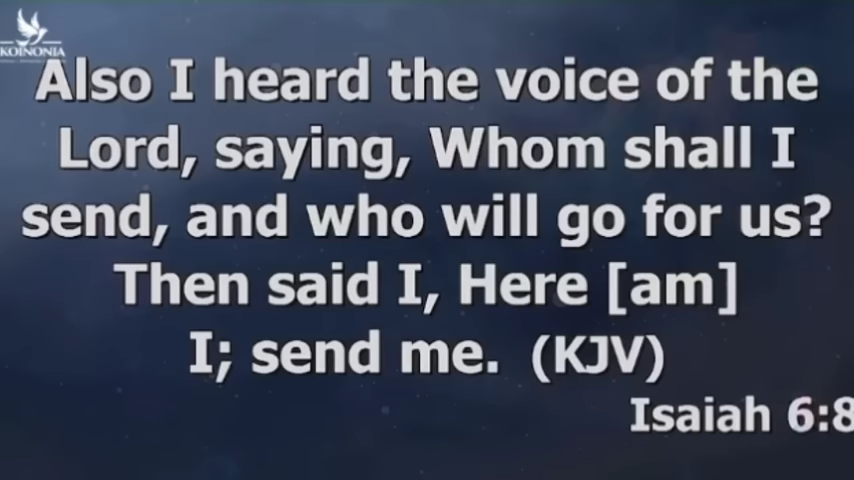 KOINONIA
Also I heard the voice of the
Lord, saying, Whom shall I
send, and who will go for us?
Then said I, Here [am]
I; send me. (KJV)
Isaiah 6:8